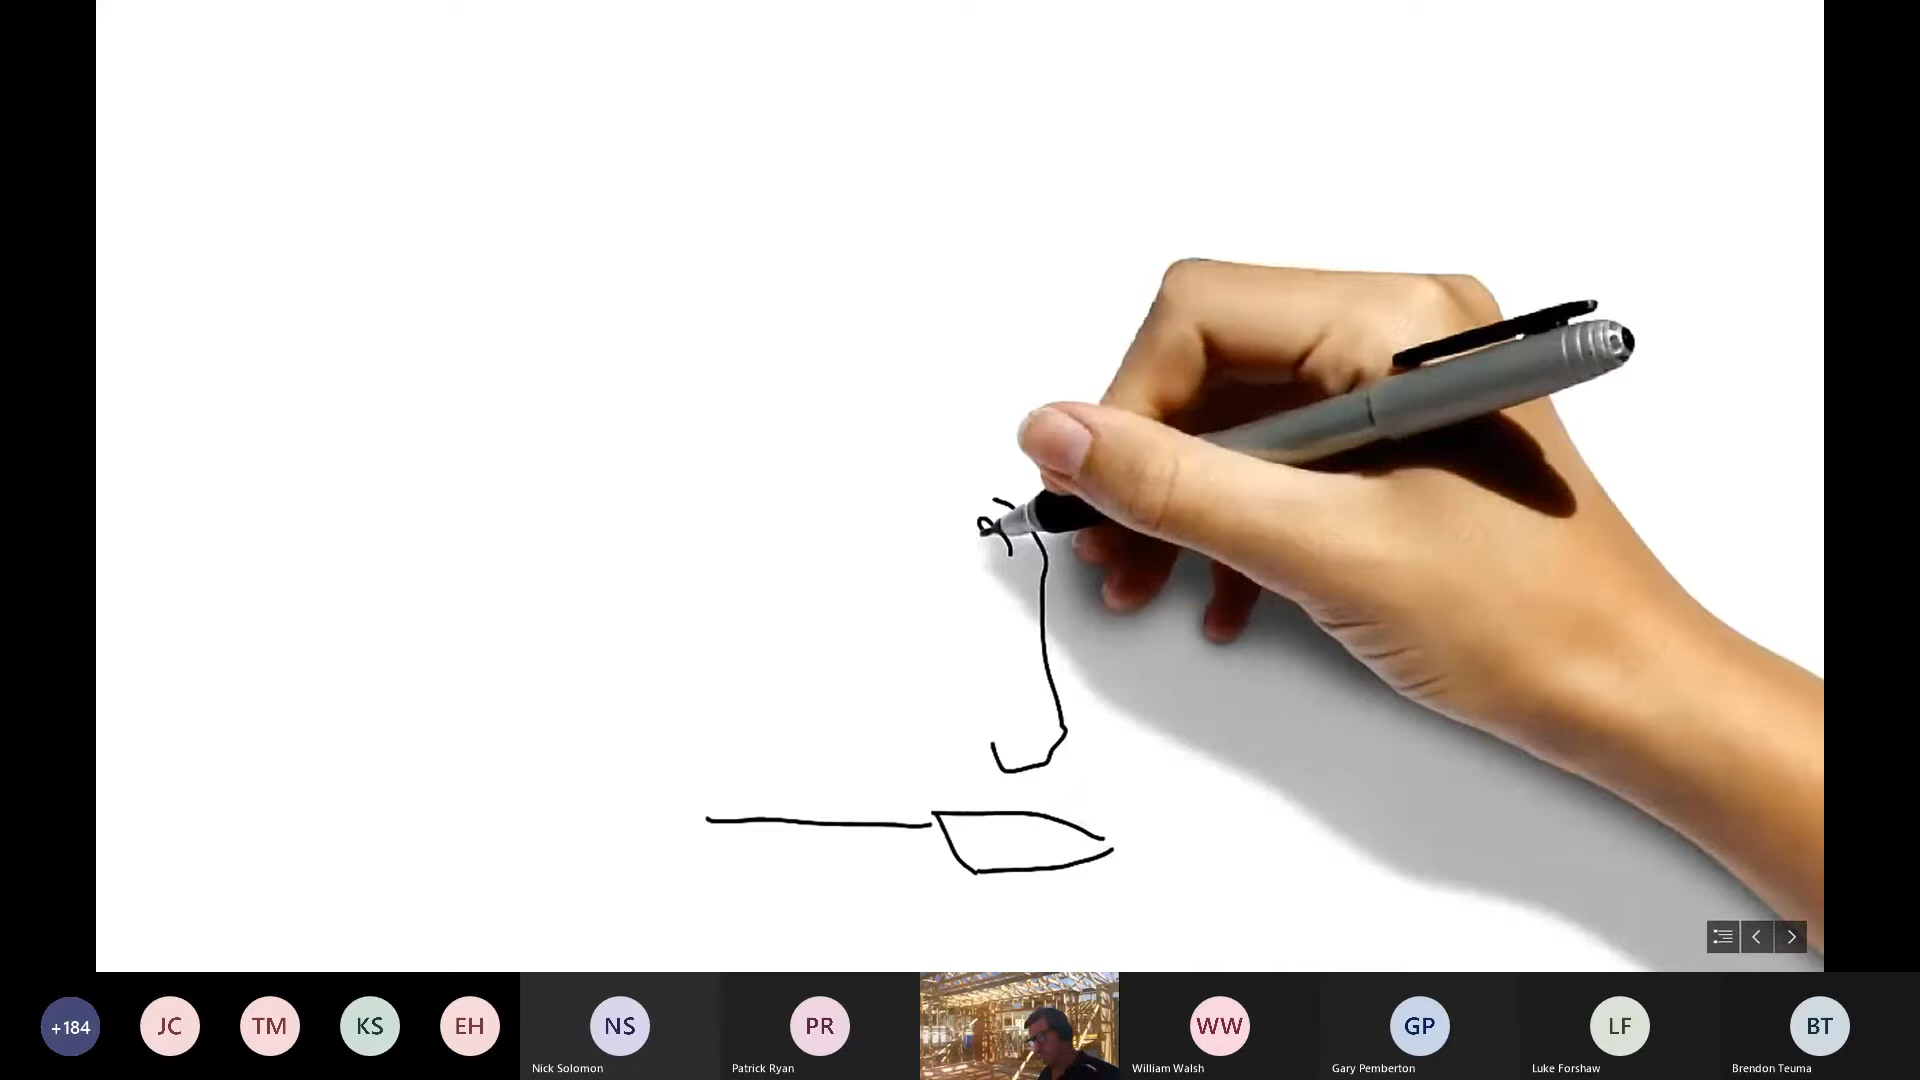 +184
JC
TM
KS
EH
NS
PR
WW
GP
LF
BT
Nick Solomon
Patrick Ryan
William Walsh
Gary Pemberton
Luke Forshaw
Brendon Teuma